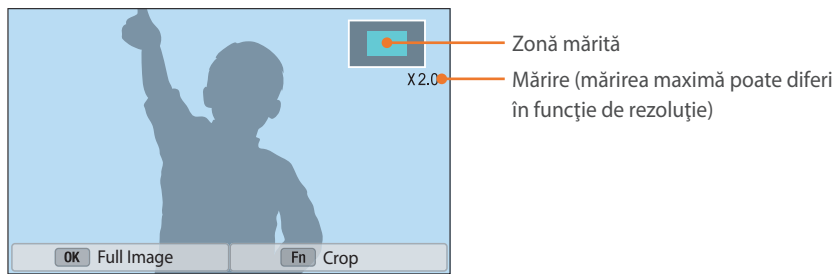 Zonă mărită
X 2.0
Mărire (mărirea maximă poate diferi
în funcţie de rezoluţie)
OK Full Image
Fn Crop